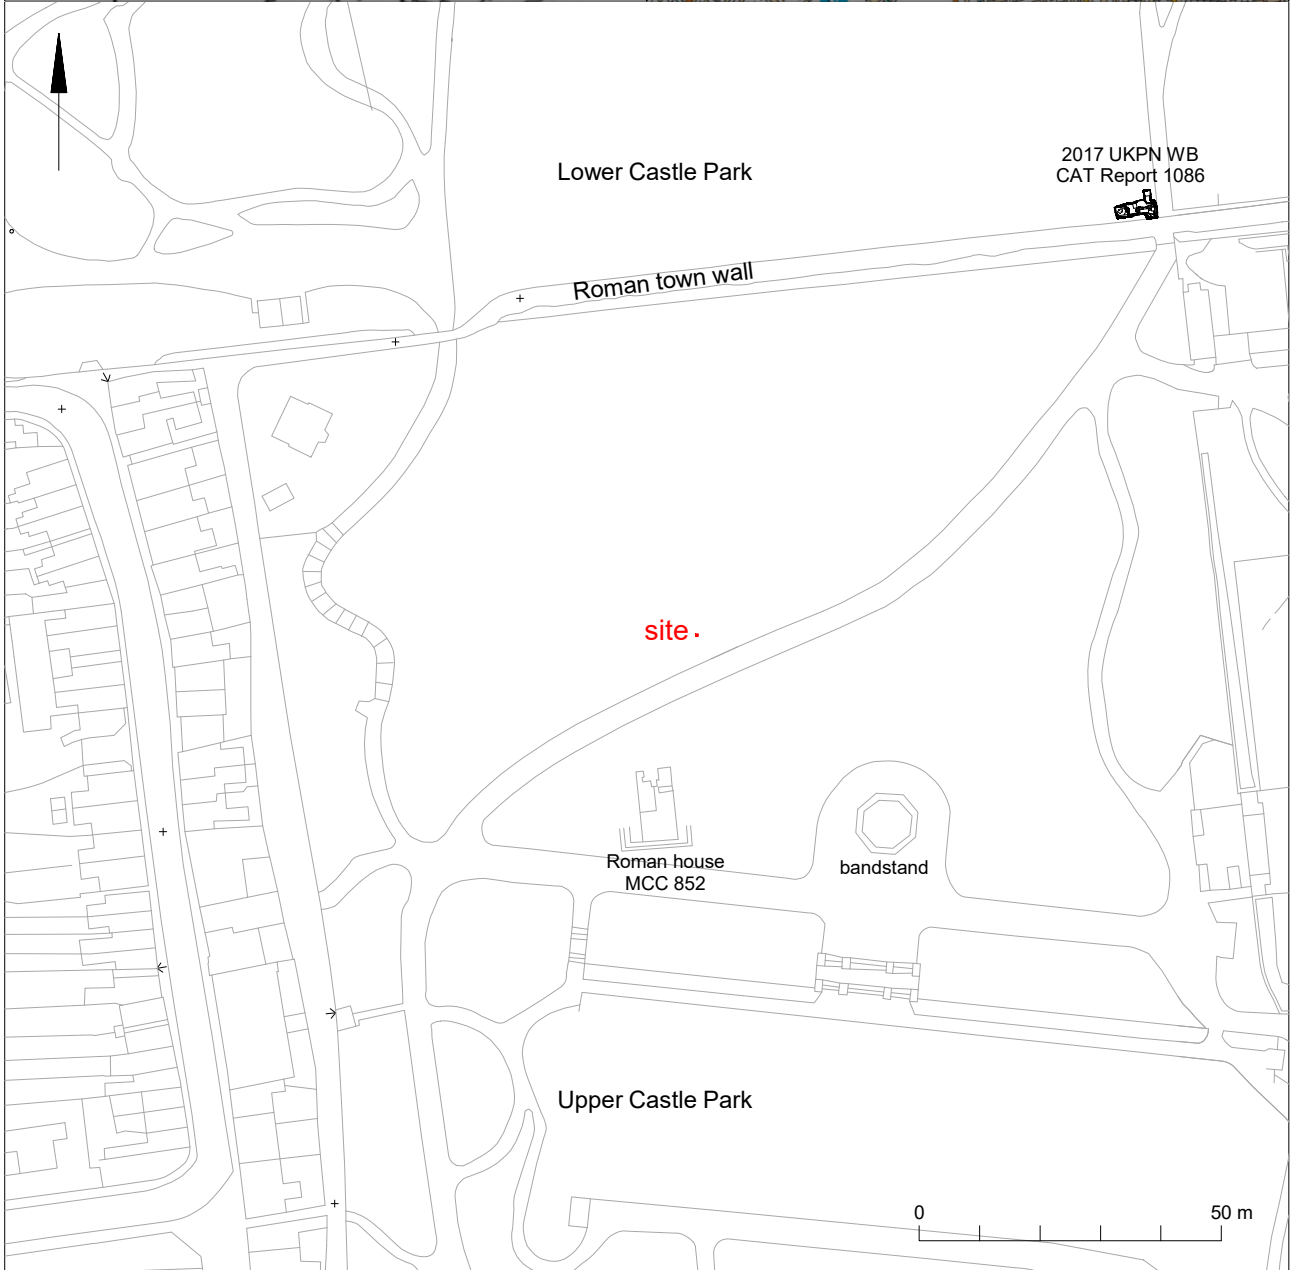 2017 UKPN WB
CAT Report 1086
Lower Castle Park
Roman town wall
site
Roman house
MCC 852
bandstand
Upper Castle Park
0 50 m